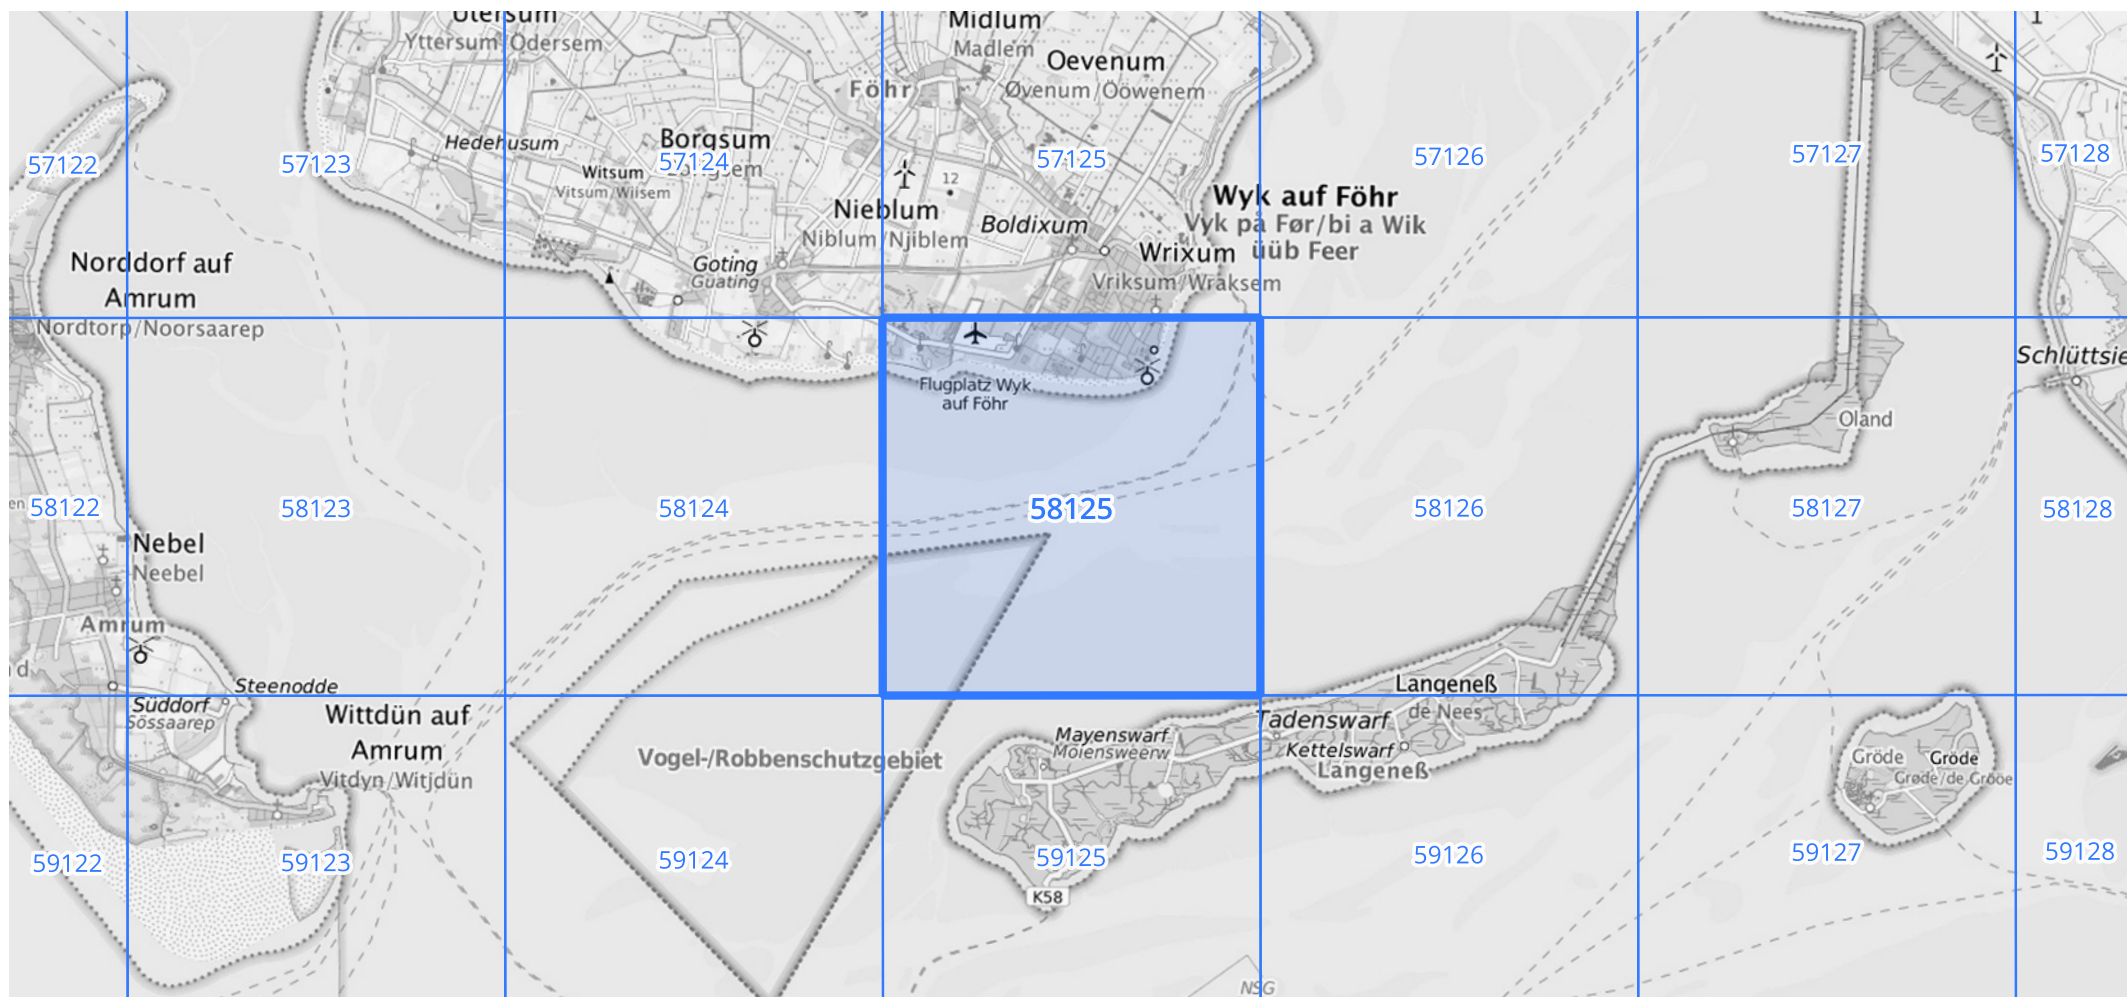 Utersum
Yttersum/Odersem
Midlum
Madlem
Oevenum
Øvenum/Ööwenem
Föhr
Hedehusum
Borgsum
57122
57123
57124
57125
57126
57127
57128
Witsum
Vitsum/Wiisem
12
Nieblum
Niblum/Njiblem
Boldixum
Wyk auf Föhr
Vyk på Før/bi a Wik
üüb Feer
Wrixum
Vriksum/Wraksem
Norddorf auf
Amrum
Nordtorp/Noorsaarep
Goting
Guating
Flugplatz Wyk
auf Föhr
Schlüttsie
Oland
58122
58123
58124
58125
58126
58127
58128
en
Nebel
Neebel
Amrum
d
Steenodde
Süddorf
Sössaarep
Wittdün auf
Amrum
Vitdyn/Witjdün
Vogel-/Robbenschutzgebiet
Langeneß
de Nees
Mayenswarf
Moiensweerw
Tadenswarf
Kettelswarf
Langeneß
Gröde
Gröde
Grøde/de Grööe
59122
59123
59124
59125
59126
59127
59128
K58
NSG